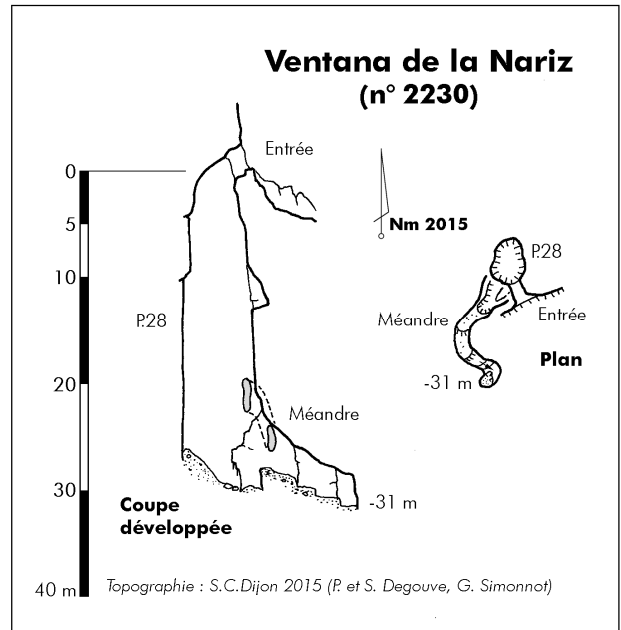 Ventana de la Nariz
(n° 2230)
Entrée
0
5
Nm 2015
P.28
10
P.28
Méandre
Entrée
Plan
20
-31 m
Méandre
30
-31 m
Coupe
développée
40 m
Topographie : S.C.Dijon 2015 (P. et S. Degouve, G. Simonnot)